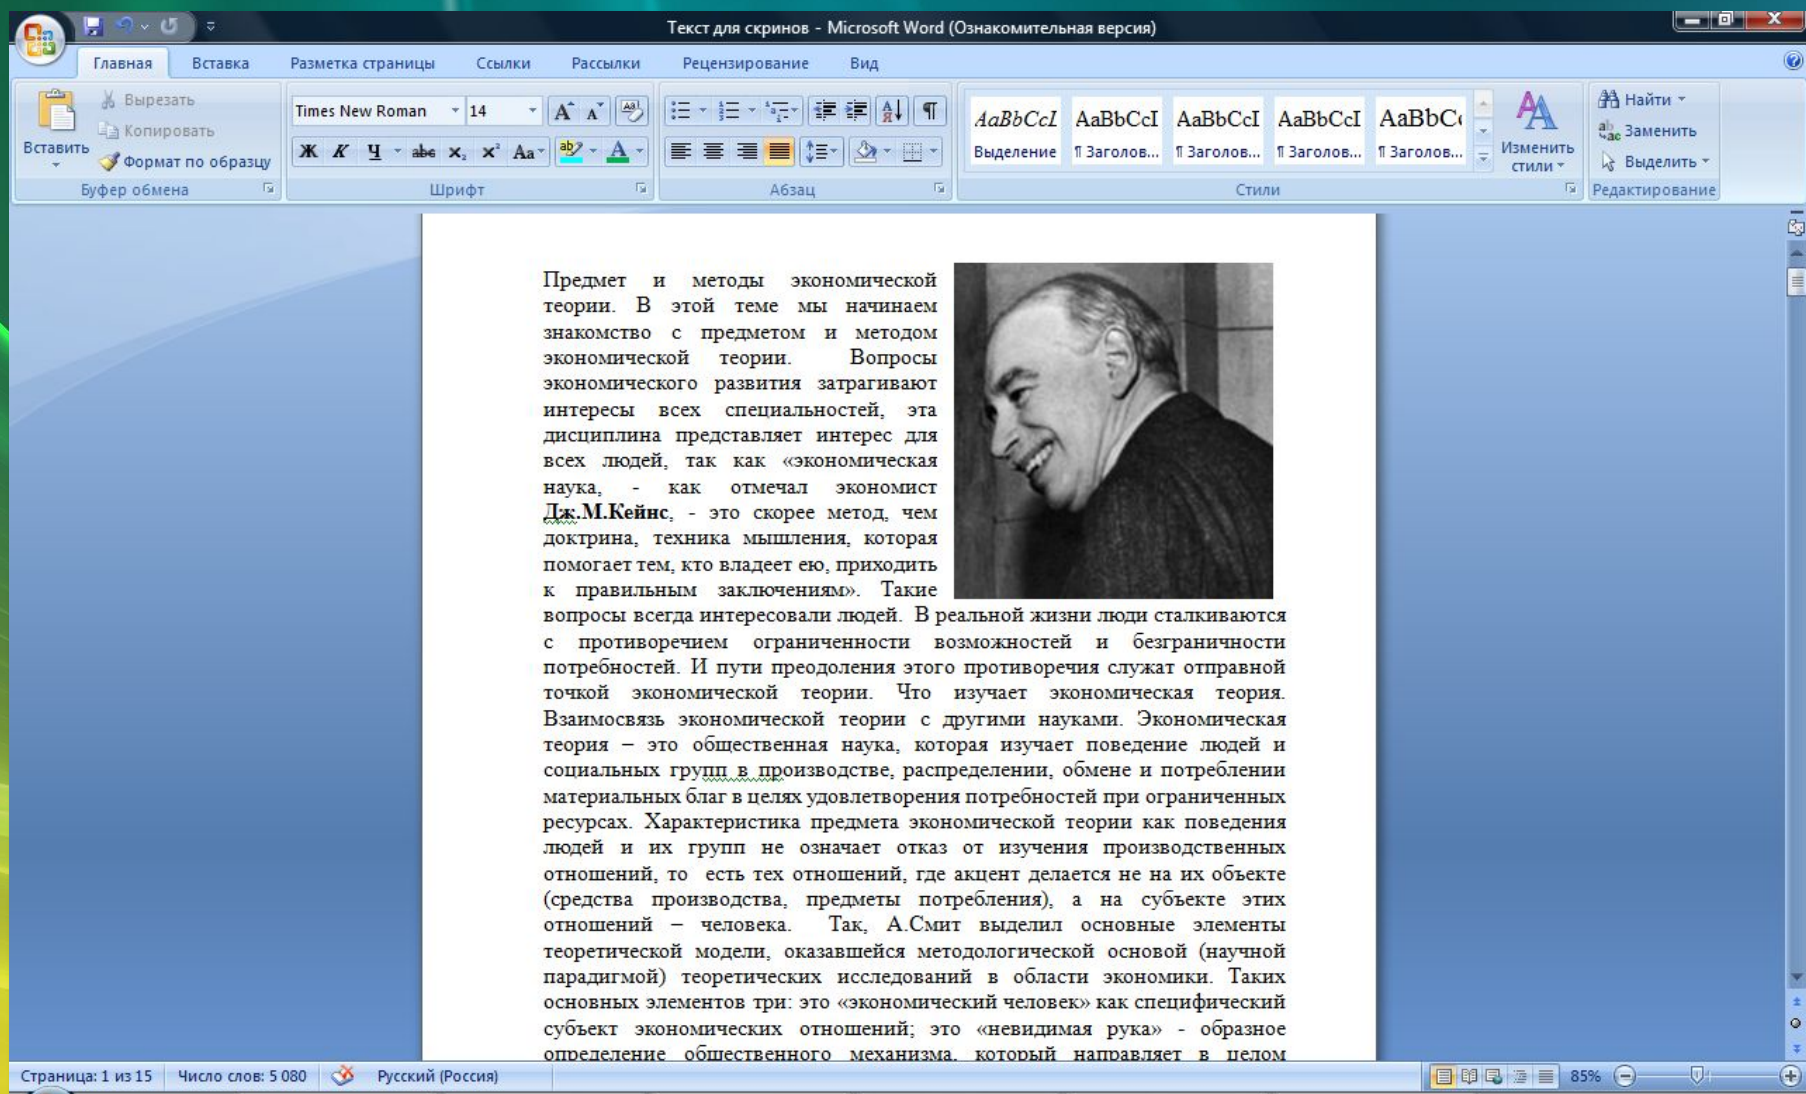 Текст для скринов - Microsoft Word (Ознакомительная версия)
Главная Вставка Разметка страницы Ссылки Рассылки Рецензирование Вид
Вставить
Вырезать
Копировать
Формат по образцу
Буфер обмена
Times New Roman 14
Ж К Ч abe x₂ x² Aa
Шрифт
Абзац
AaBbCcI AaBbCcI AaBbCcI AaBbCcI AaBbCc
Выделение ¶ Заголов... ¶ Заголов... ¶ Заголов... ¶ Заголов...
Стили
Изменить
стили
Найти
Заменить
Выделить
Редактирование
Предмет и методы экономической
теории. В этой теме мы начинаем
знакомство с предметом и методом
экономической теории. Вопросы
экономического развития затрагивают
интересы всех специальностей, эта
дисциплина представляет интерес для
всех людей, так как «экономическая
наука, - как отмечал экономист
Дж.М.Кейнс, - это скорее метод, чем
доктрина, техника мышления, которая
помогает тем, кто владеет ею, приходить
к правильным заключениям». Такие
вопросы всегда интересовали людей. В реальной жизни люди сталкиваются
с противоречием ограниченности возможностей и безграничности
потребностей. И пути преодоления этого противоречия служат отправной
точкой экономической теории. Что изучает экономическая теория.
Взаимосвязь экономической теории с другими науками. Экономическая
теория – это общественная наука, которая изучает поведение людей и
социальных групп в производстве, распределении, обмене и потреблении
материальных благ в целях удовлетворения потребностей при ограниченных
ресурсах. Характеристика предмета экономической теории как поведения
людей и их групп не означает отказ от изучения производственных
отношений, то есть тех отношений, где акцент делается не на их объекте
(средства производства, предметы потребления), а на субъекте этих
отношений – человека. Так, А.Смит выделил основные элементы
теоретической модели, оказавшейся методологической основой (научной
парадигмой) теоретических исследований в области экономики. Таких
основных элементов три: это «экономический человек» как специфический
субъект экономических отношений; это «невидимая рука» - образное
определение общественного механизма, который направляет в целом
Страница: 1 из 15 Число слов: 5 080 Русский (Россия) 85%